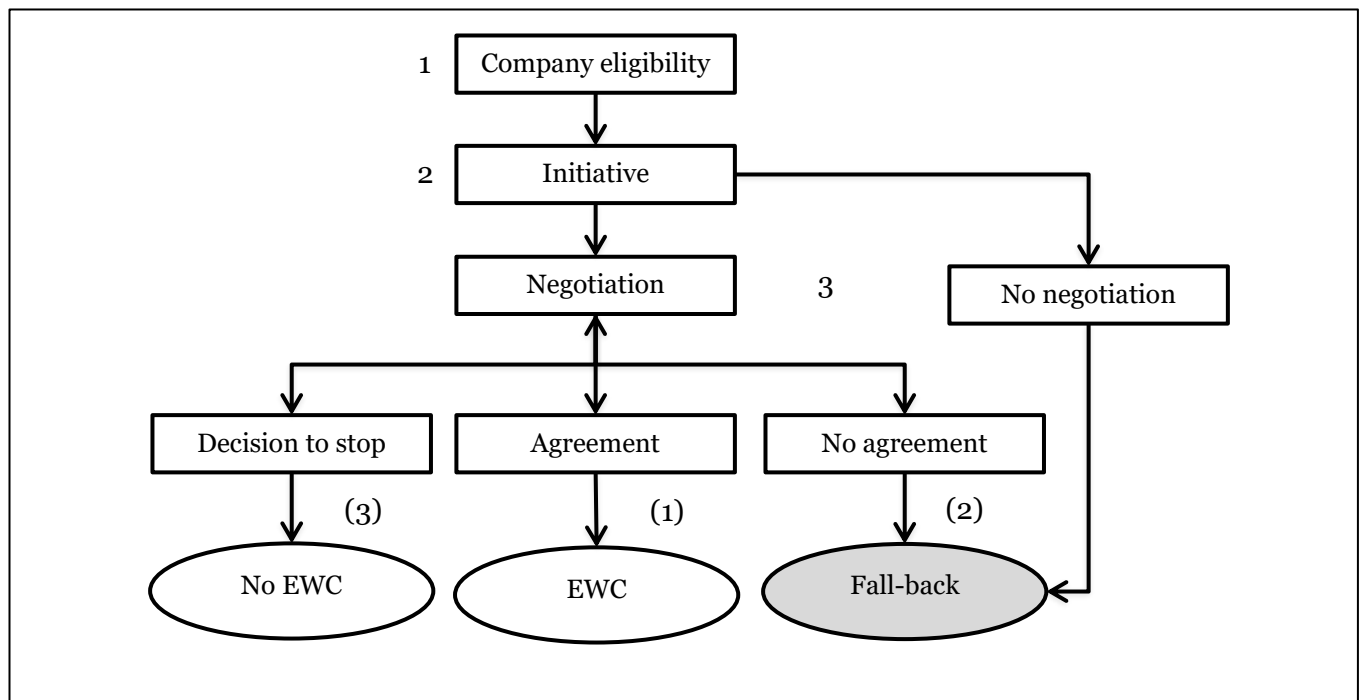 1 Company eligibility
2 Initiative
Negotiation 3 No negotiation
Decision to stop Agreement No agreement
(3) (1) (2)
No EWC EWC Fall-back